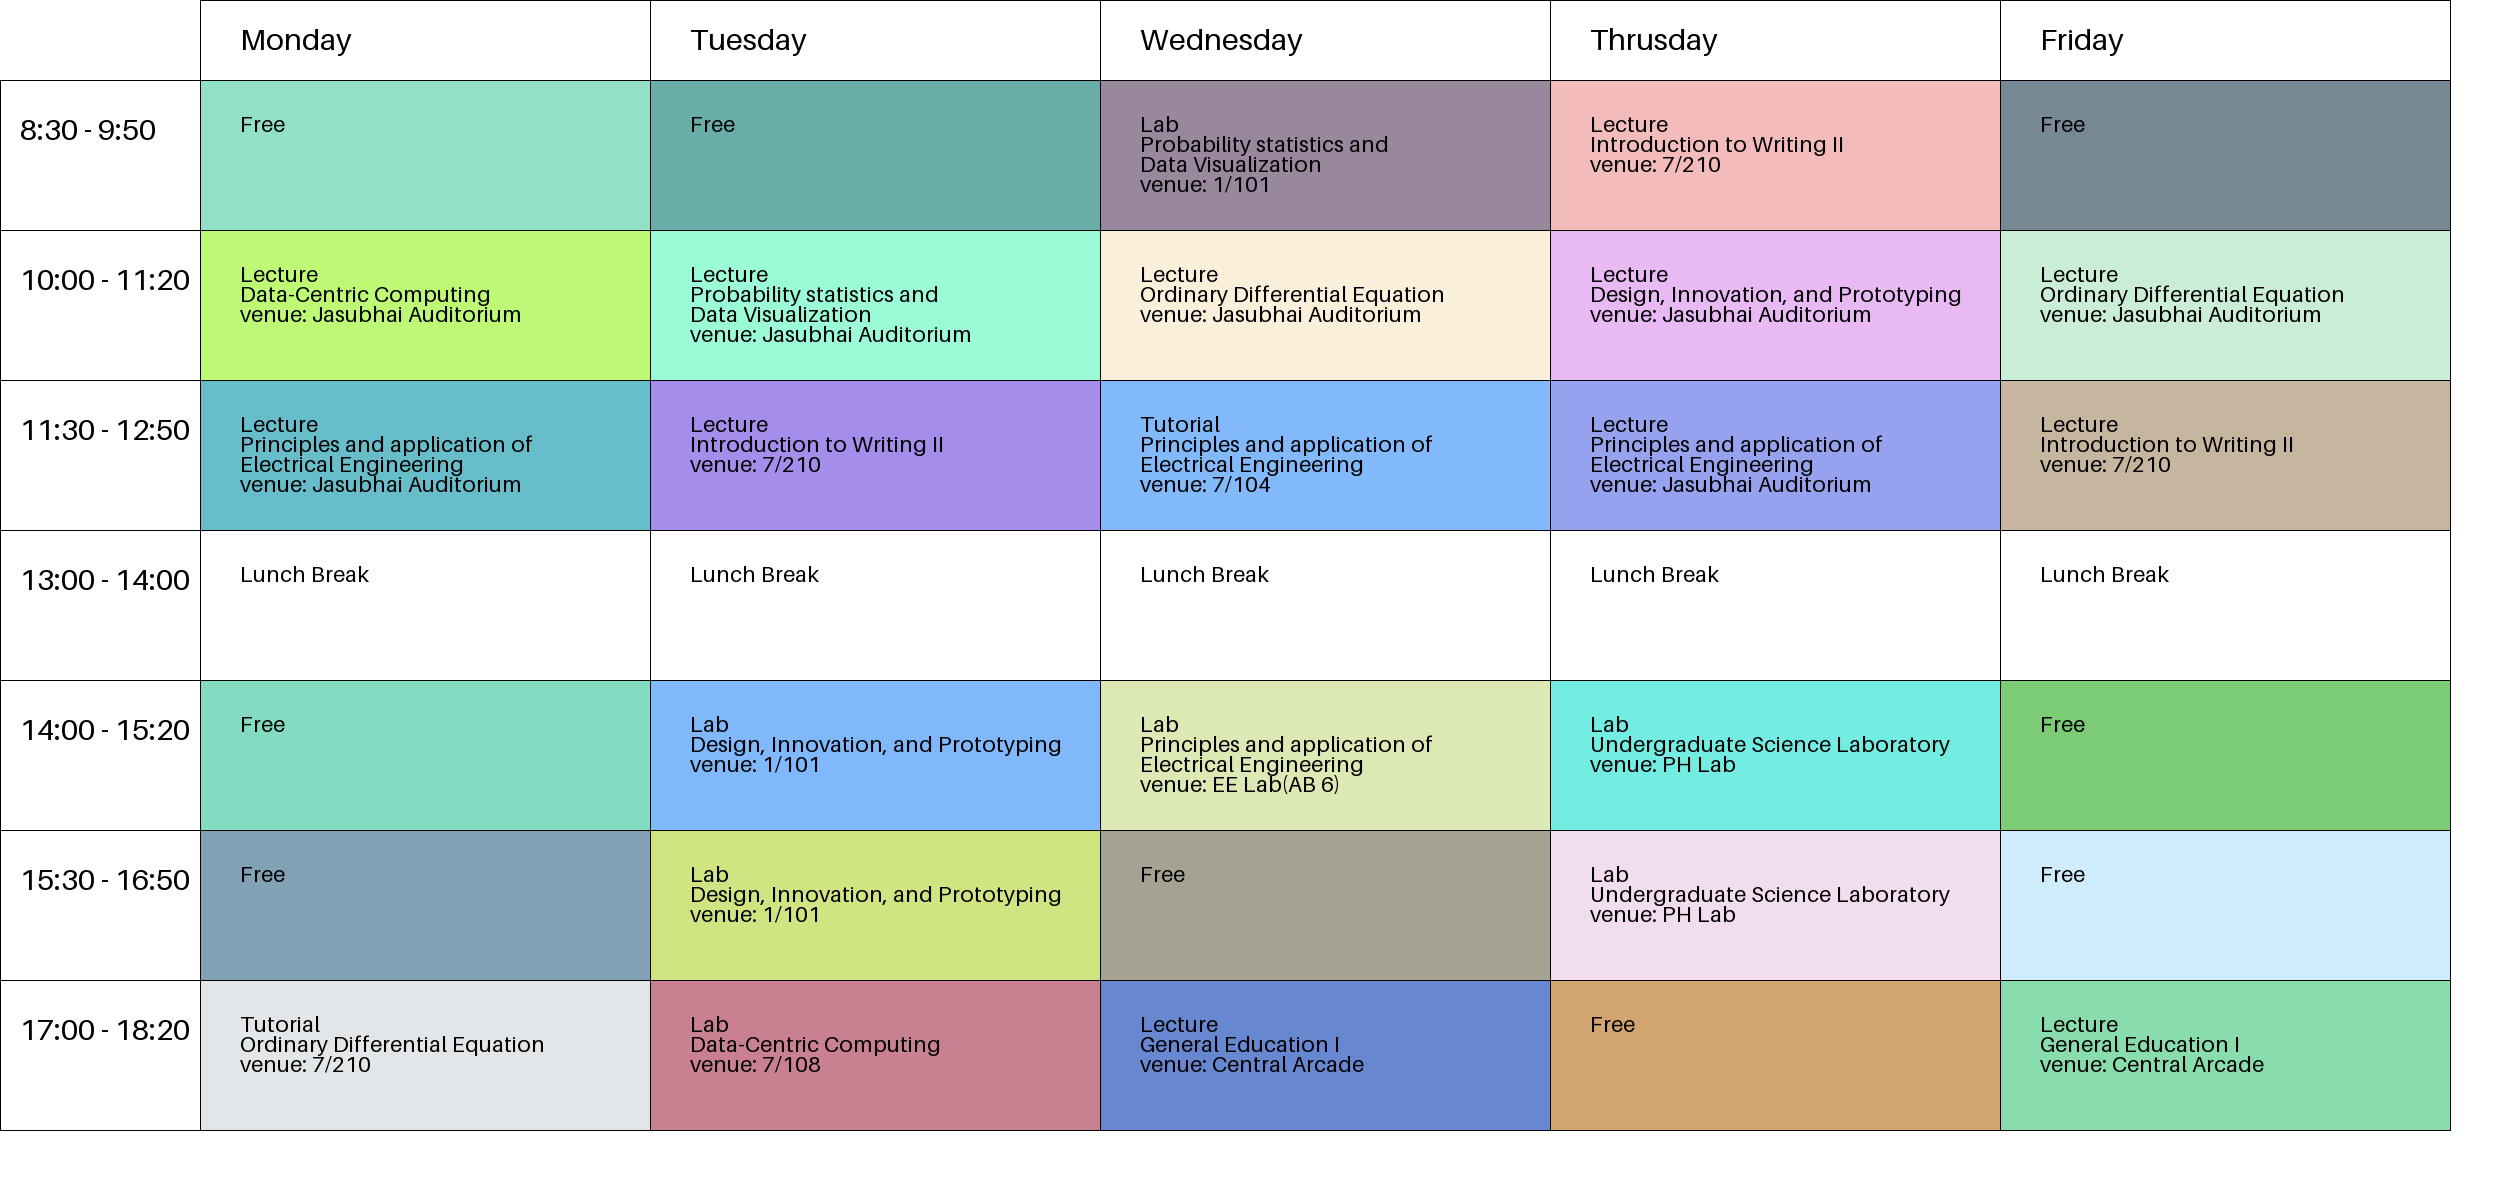 Monday
Tuesday
Wednesday
Thrusday
Friday
8:30 - 9:50
Free
Free
Lab
Probability statistics and
Data Visualization
venue: 1/101
Lecture
Introduction to Writing II
venue: 7/210
Free
10:00 - 11:20
Lecture
Data-Centric Computing
venue: Jasubhai Auditorium
Lecture
Probability statistics and
Data Visualization
venue: Jasubhai Auditorium
Lecture
Ordinary Differential Equation
venue: Jasubhai Auditorium
Lecture
Design, Innovation, and Prototyping
venue: Jasubhai Auditorium
Lecture
Ordinary Differential Equation
venue: Jasubhai Auditorium
11:30 - 12:50
Lecture
Principles and application of
Electrical Engineering
venue: Jasubhai Auditorium
Lecture
Introduction to Writing II
venue: 7/210
Tutorial
Principles and application of
Electrical Engineering
venue: 7/104
Lecture
Principles and application of
Electrical Engineering
venue: Jasubhai Auditorium
Lecture
Introduction to Writing II
venue: 7/210
13:00 - 14:00
Lunch Break
Lunch Break
Lunch Break
Lunch Break
Lunch Break
14:00 - 15:20
Free
Lab
Design, Innovation, and Prototyping
venue: 1/101
Lab
Principles and application of
Electrical Engineering
venue: EE Lab(AB 6)
Lab
Undergraduate Science Laboratory
venue: PH Lab
Free
15:30 - 16:50
Free
Lab
Design, Innovation, and Prototyping
venue: 1/101
Free
Lab
Undergraduate Science Laboratory
venue: PH Lab
Free
17:00 - 18:20
Tutorial
Ordinary Differential Equation
venue: 7/210
Lab
Data-Centric Computing
venue: 7/108
Lecture
General Education I
venue: Central Arcade
Free
Lecture
General Education I
venue: Central Arcade